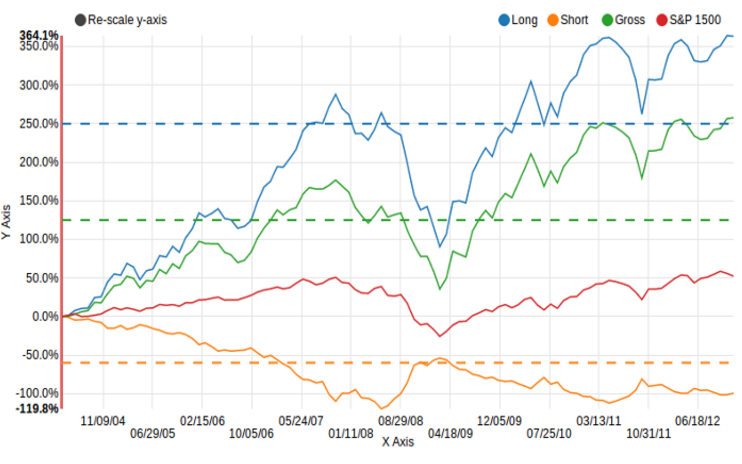 Re-scale y-axis Long Short Gross S&P 1500
364.1%
350.0%
300.0%
250.0%
200.0%
150.0%
100.0%
50.0%
0.0%
-50.0%
-100.0%
-119.8%
Y Axis
11/09/04 02/15/06 05/24/07 08/29/08 12/05/09 03/13/11 06/18/12
06/29/05 10/05/06 01/11/08 04/18/09 07/25/10 10/31/11
X Axis